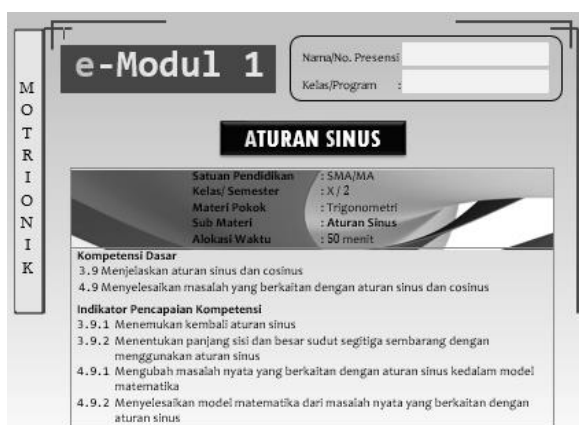 MOTRIONIK
e-Modul 1
Nama/No. Presensi
Kelas/Program :
ATURAN SINUS
Satuan Pendidikan : SMA/MA
Kelas/ Semester : X / 2
Materi Pokok : Trigonometri
Sub Materi : Aturan Sinus
Alokasi Waktu : 50 menit
Kompetensi Dasar
3.9 Menjelaskan aturan sinus dan cosinus
4.9 Menyelesaikan masalah yang berkaitan dengan aturan sinus dan cosinus
Indikator Pencapaian Kompetensi
3.9.1 Menemukan kembali aturan sinus
3.9.2 Menentukan panjang sisi dan besar sudut segitiga sembarang dengan
menggunakan aturan sinus
4.9.1 Mengubah masalah nyata yang berkaitan dengan aturan sinus kedalam model
matematika
4.9.2 Menyelesaikan model matematika dari masalah nyata yang berkaitan dengan
aturan sinus